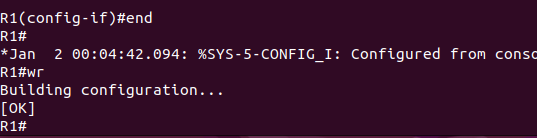 R1(config-if)#end
R1#
*Jan  2 00:04:42.094: %SYS-5-CONFIG_I: Configured from conso
R1#wr
Building configuration...
[OK]
R1#